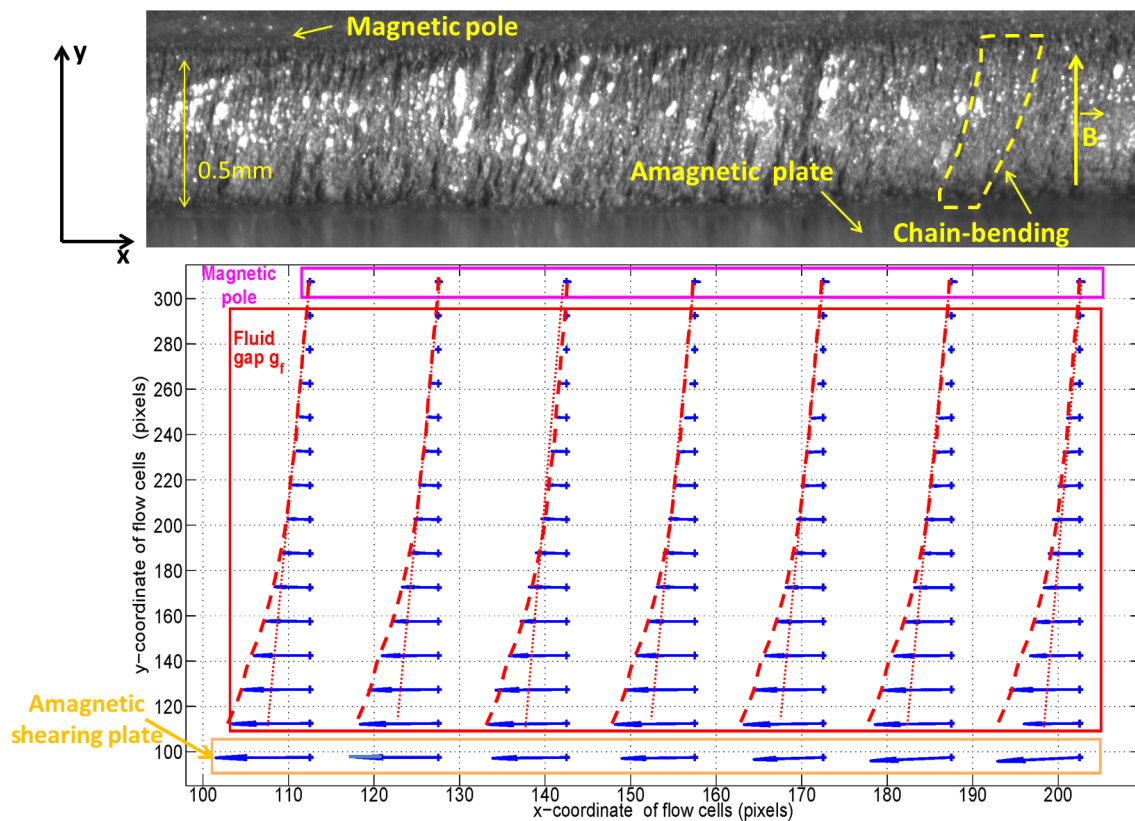 Magnetic pole
y
0.5mm
B
Amagnetic plate
Chain-bending
x
Magnetic
pole
Fluid
gap gf
Amagnetic
shearing plate
y-coordinate of flow cells (pixels)
300
280
260
240
220
200
180
160
140
120
100
100 110 120 130 140 150 160 170 180 190 200
x-coordinate of flow cells (pixels)